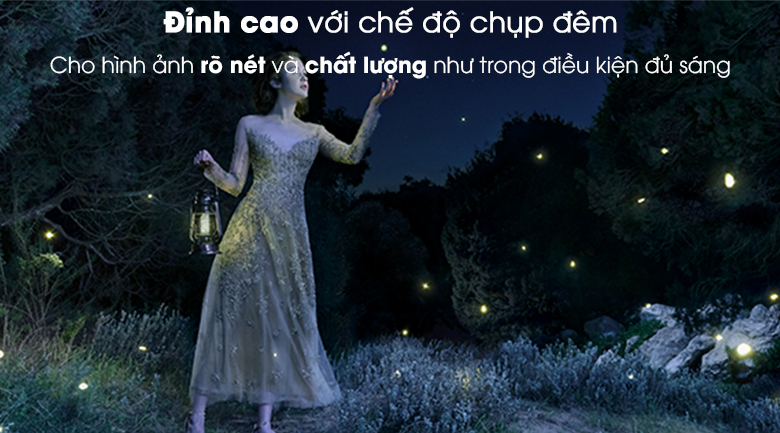 Đỉnh cao với chế độ chụp đêm
Cho hình ảnh rõ nét và chất lượng như trong điều kiện đủ sáng